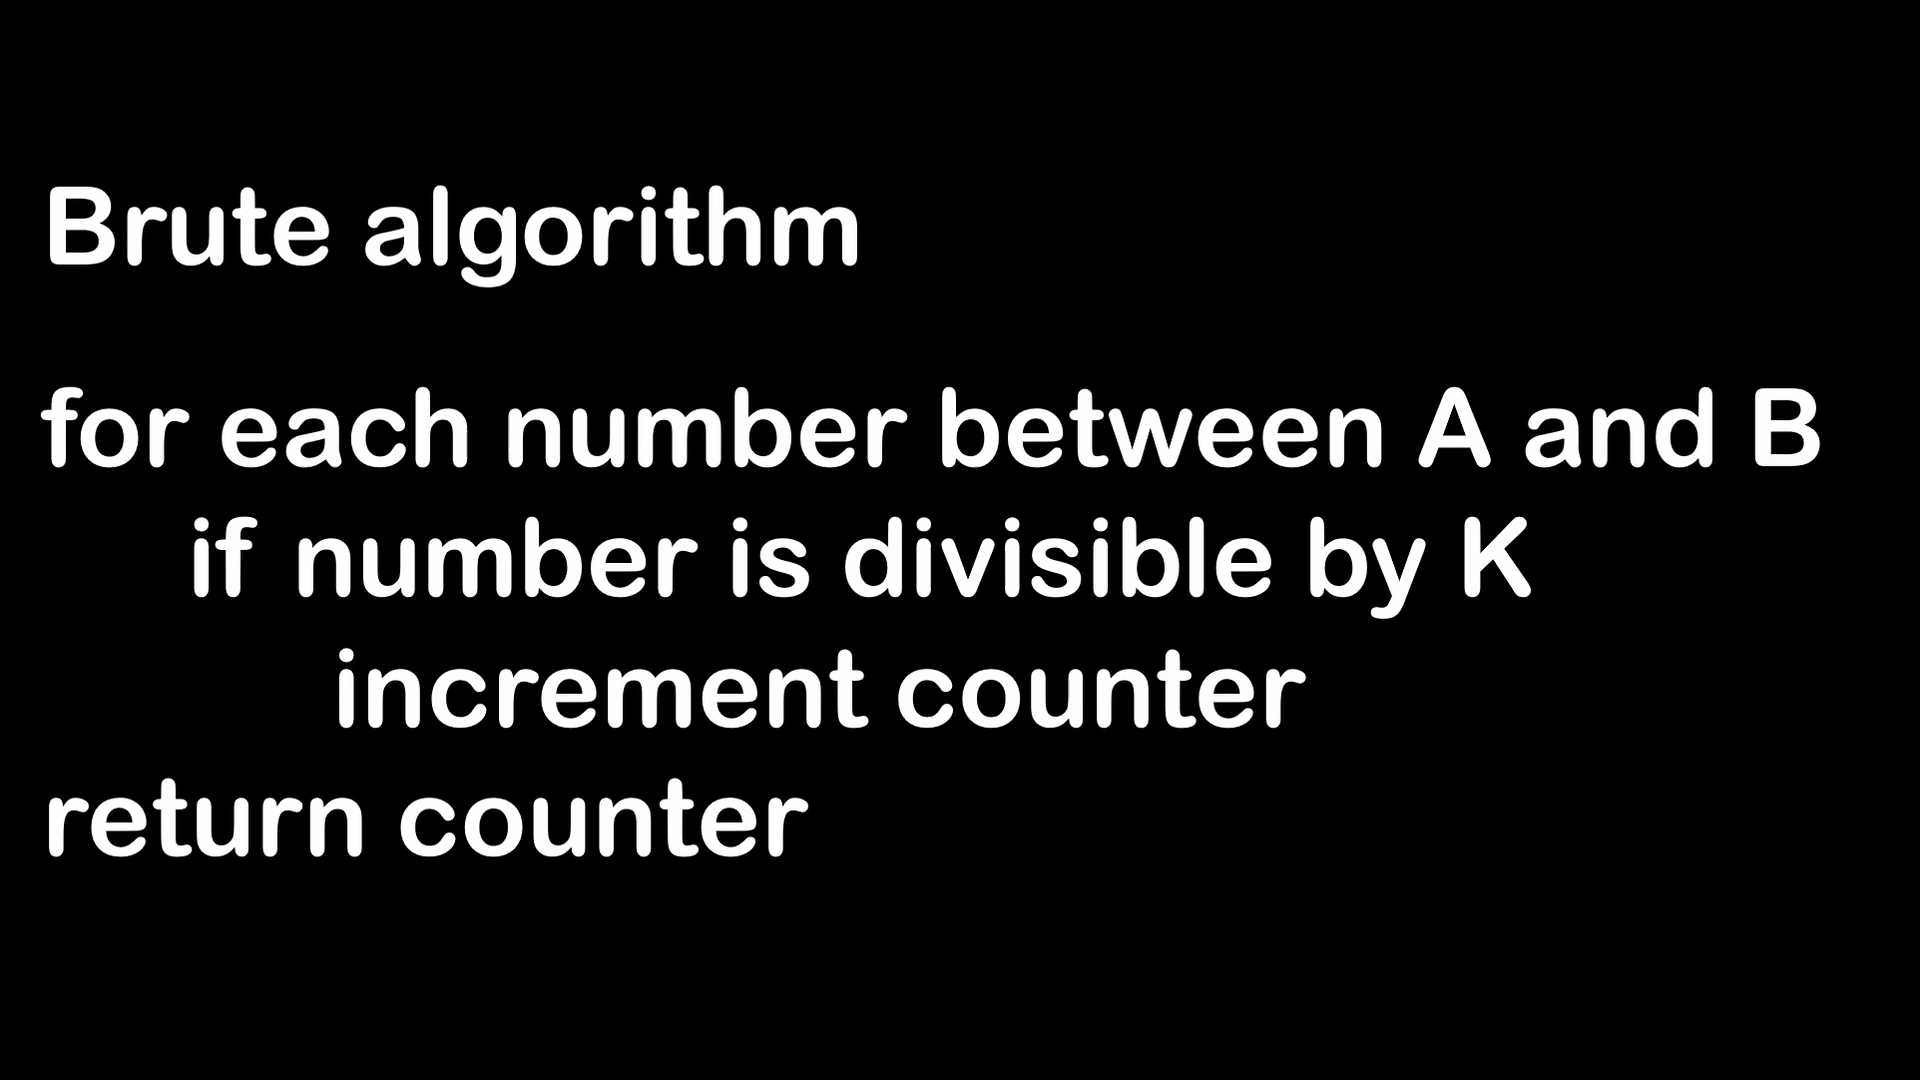 Brute algorithm
for each number between A and B
if number is divisible by K
increment counter
return counter